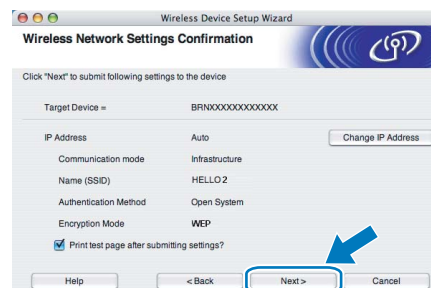 Wireless Device Setup Wizard
Wireless Network Settings Confirmation
Click "Next" to submit following settings to the device
Target Device = BRNXXXXXXXXXXXX
IP Address Auto Change IP Address
Communication mode Infrastructure
Name (SSID) HELLO2
Authentication Method Open System
Encryption Mode WEP
Print test page after submitting settings?
Help < Back Next > Cancel